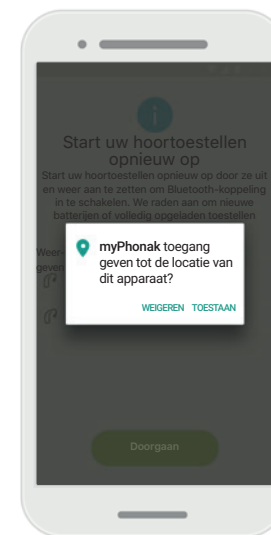 Start uw hoortoestellen
opnieuw op
Start uw hoortoestellen opnieuw op door ze uit
en weer aan te zetten om Bluetooth-koppeling
in te schakelen. We raden aan om nieuwe
batterijen of volledig opgeladen toestellen
Weer
geven
myPhonak toegang
geven tot de locatie van
dit apparaat?
WEIGEREN TOESTAAN
Doorgaan